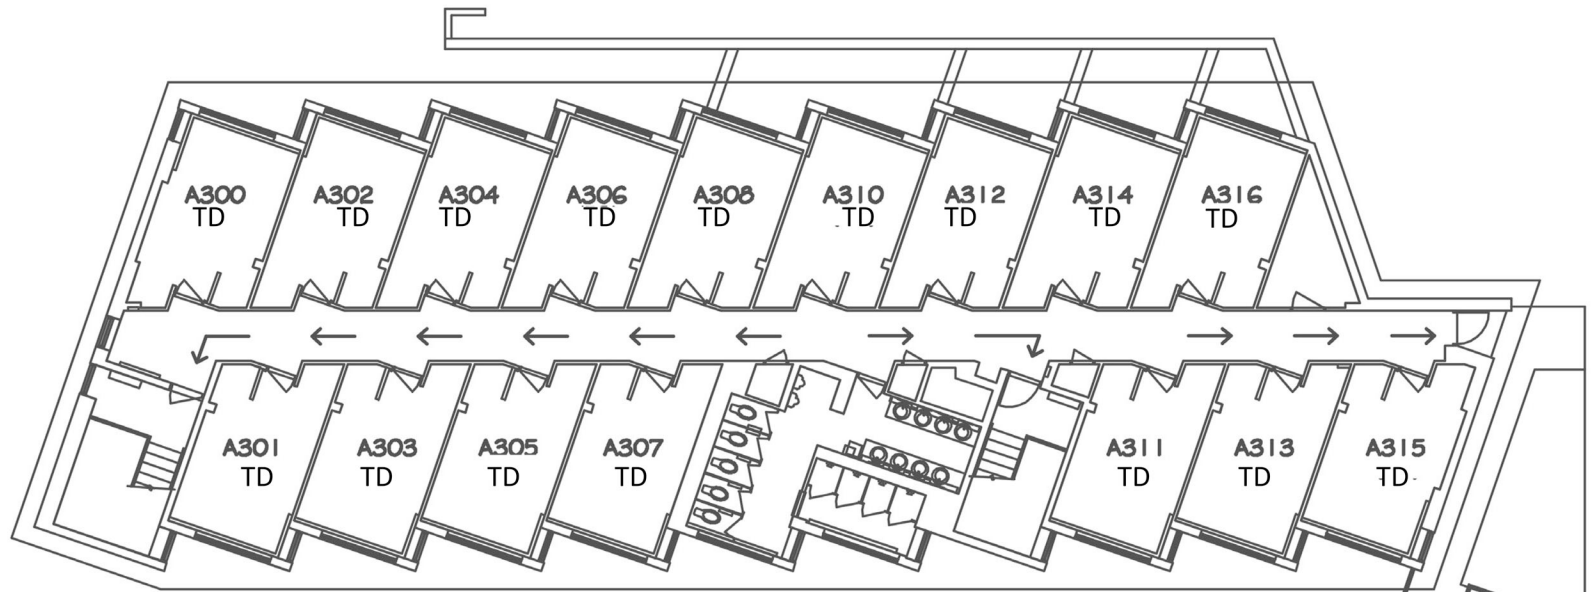 A300 A302 A304 A306 A308 A310 A312 A314 A316
TD TD TD TD TD TD TD TD TD
A301 A303 A305 A307 A311 A313 A315
TD TD TD TD TD TD TD